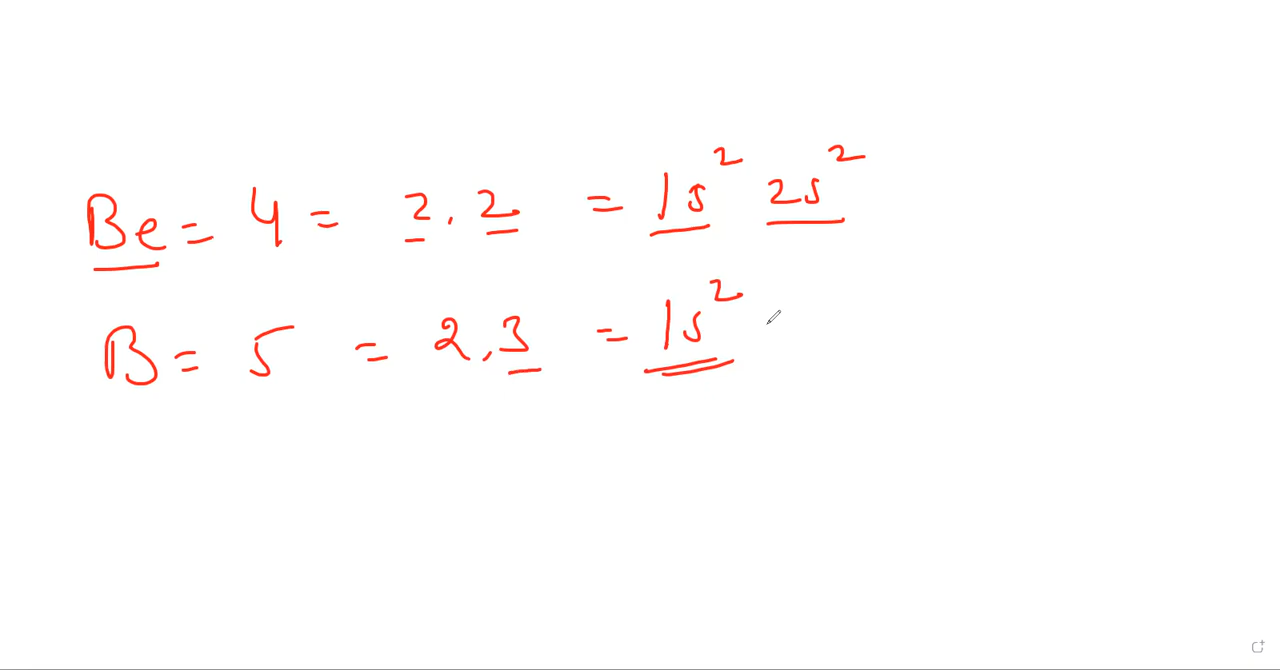 Be = 4 = 2.2 = 1s² 2s²
B = 5 = 2,3 = 1s²